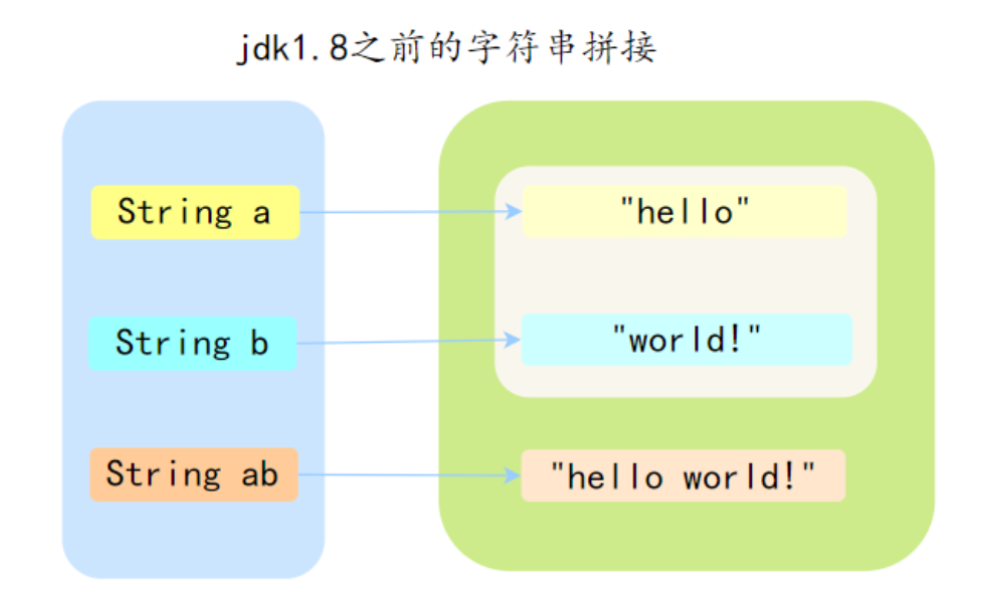 jdk1.8之前的字符串拼接
String a
"hello"
String b
"world!"
String ab
"hello world!"